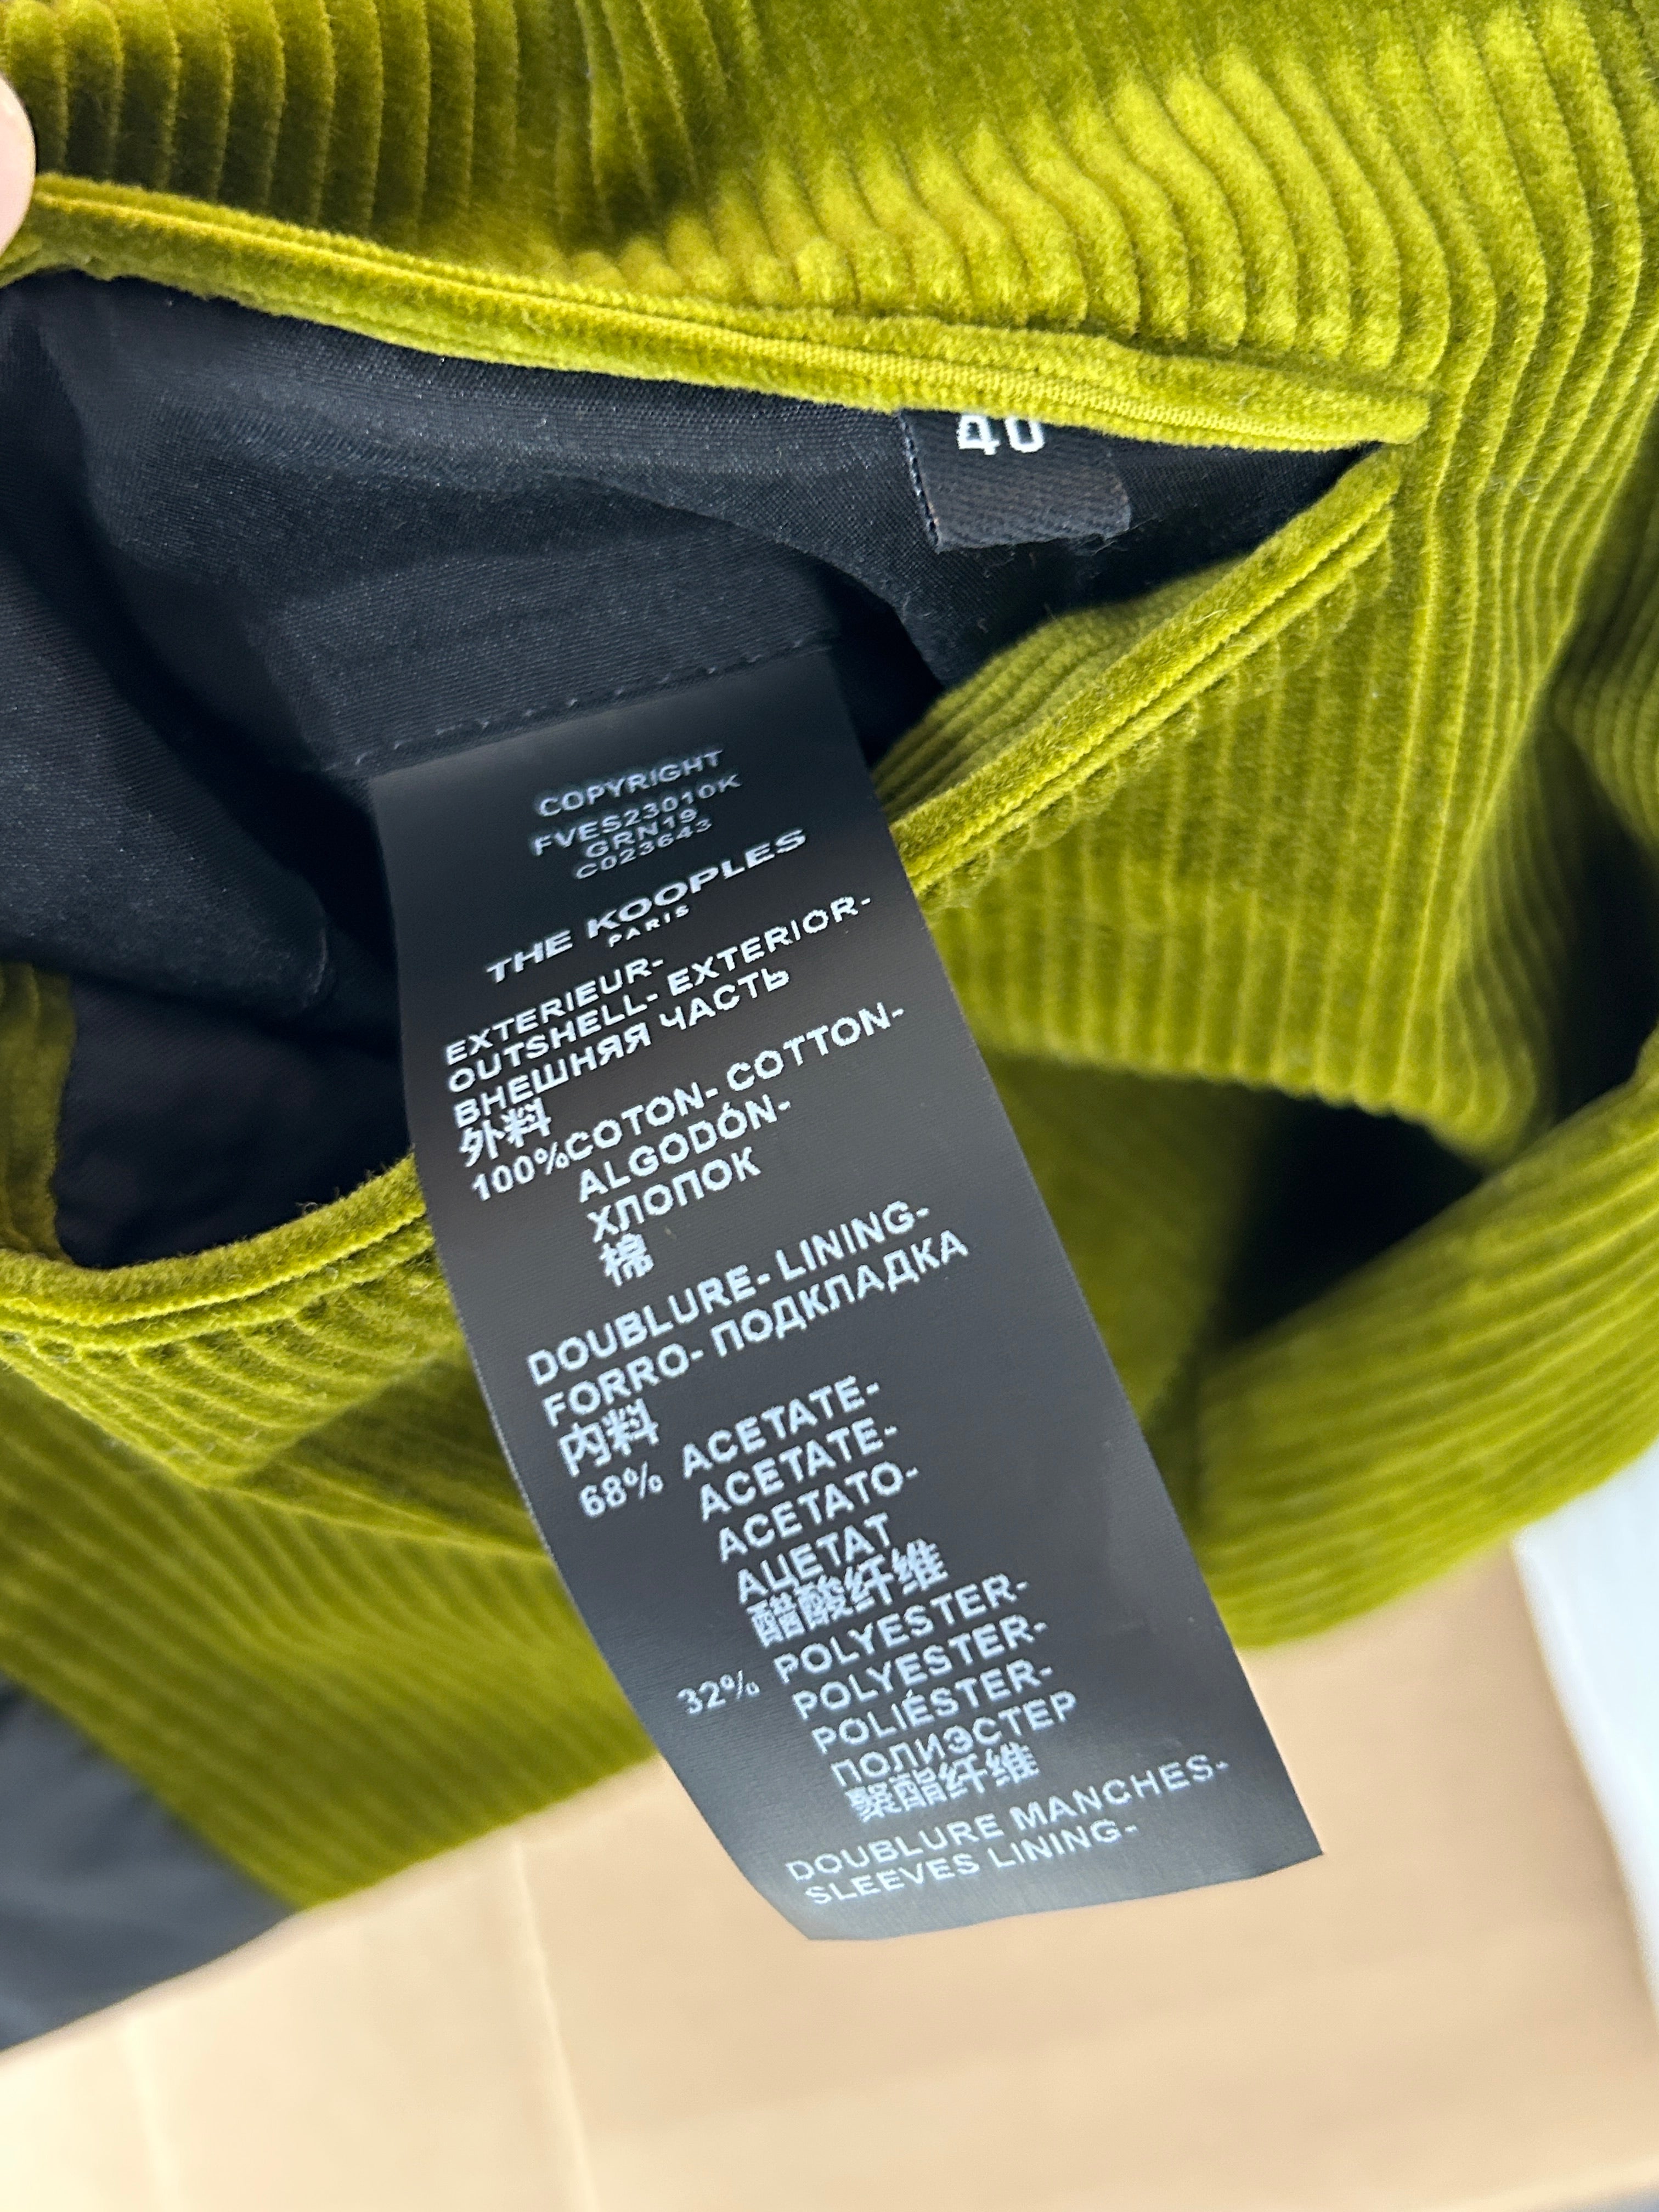 40
COPYRIGHT
FVES23010K
GRN19
C023643
THE KOOPLES
PARIS
EXTERIEUR-
OUTSHELL- EXTERIOR-
ВНЕШНЯЯ ЧАСТЬ
外料
100%COTON- COTTON-
ALGODÓN-
ХЛОПОК
棉
DOUBLURE- LINING-
FORRO- ПОДКЛАДКА
内料
68% ACETATE-
ACETATE-
ACETATO-
АЦЕТАТ
醋酸纤维
32% POLYESTER-
POLYESTER-
POLIÉSTER-
ПОЛИЭСТЕР
聚酯纤维
DOUBLURE MANCHES-
SLEEVES LINING-